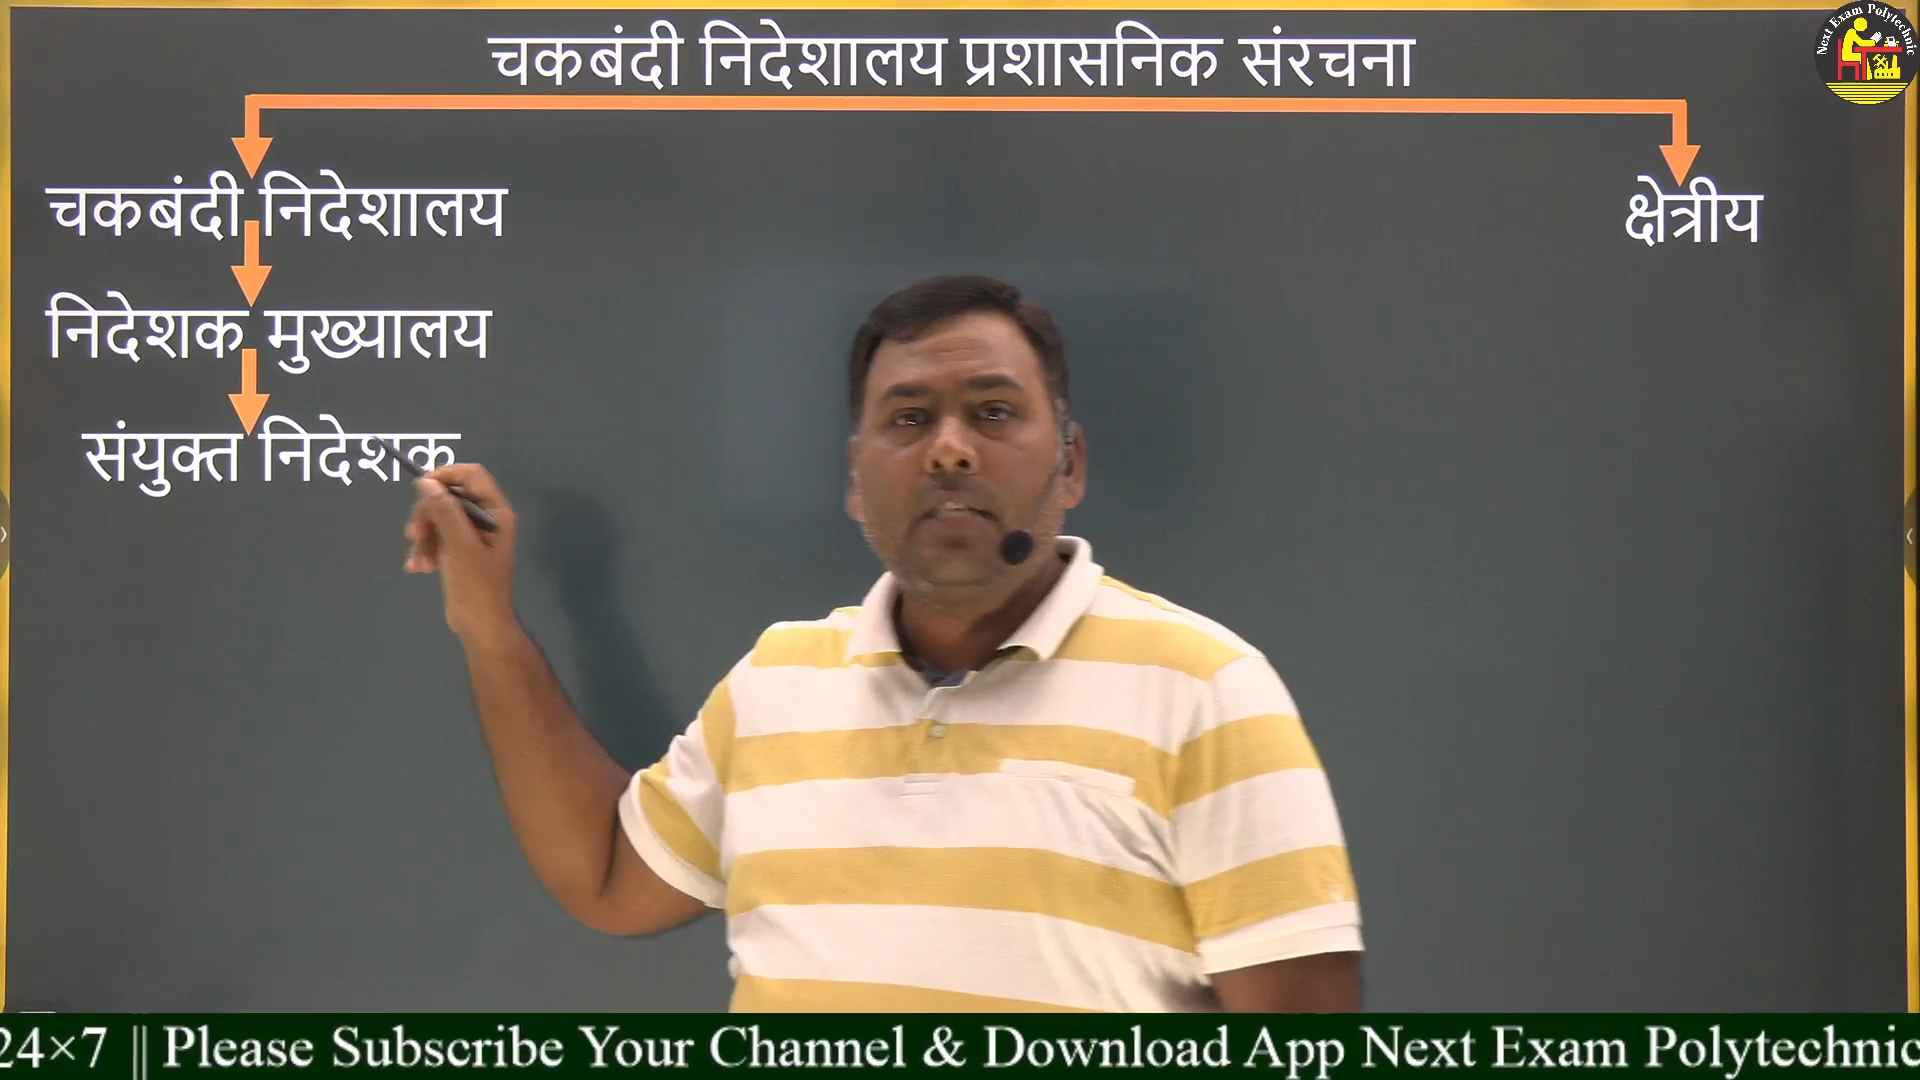 चकबंदी निदेशालय प्रशासनिक संरचना
Next Exam Polytechnic
चकबंदी निदेशालय
क्षेत्रीय
निदेशक मुख्यालय
संयुक्त निदेशक
24×7 || Please Subscribe Your Channel & Download App Next Exam Polytechnic